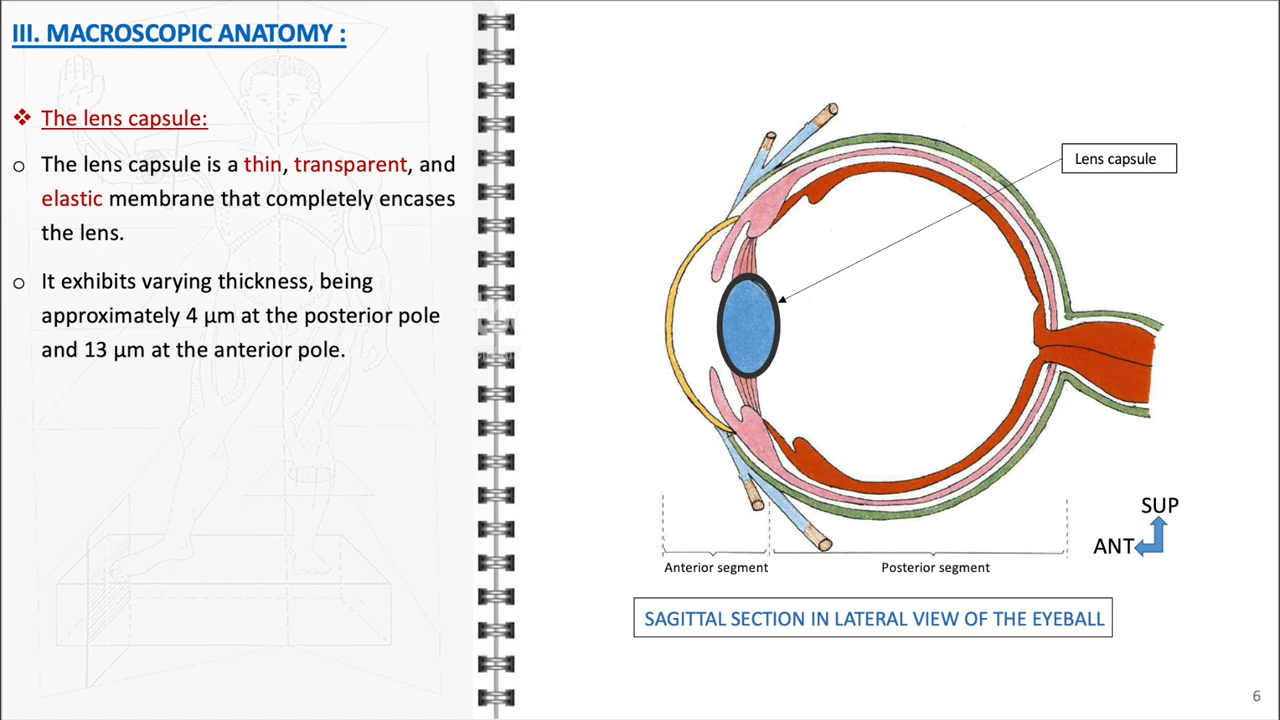 III. MACROSCOPIC ANATOMY :
❖ The lens capsule:
o The lens capsule is a thin, transparent, and
elastic membrane that completely encases
the lens.
o It exhibits varying thickness, being
approximately 4 µm at the posterior pole
and 13 µm at the anterior pole.
Lens capsule
SUP
ANT
Anterior segment
Posterior segment
SAGITTAL SECTION IN LATERAL VIEW OF THE EYEBALL
6